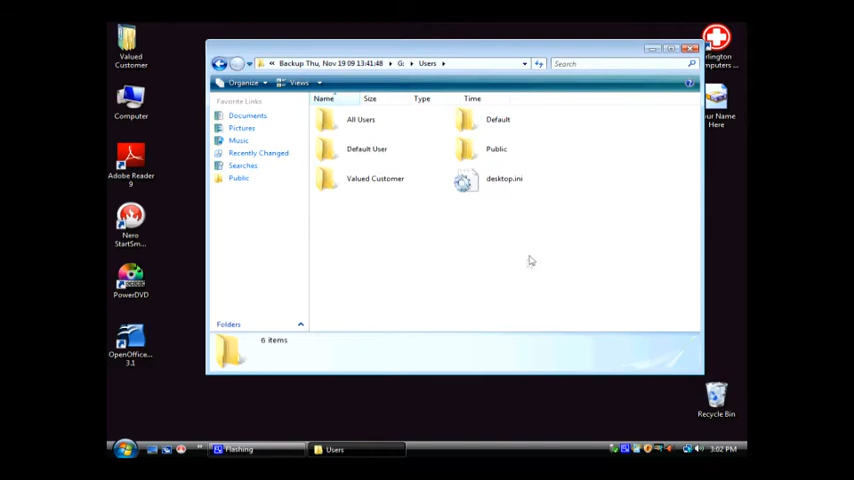 Valued
Customer
Computer
Adobe Reader
9
Nero
StartSm...
PowerDVD
OpenOffice...
3.1
Backup Thu, Nov 19 09 13:41:48
G:
Users
Search
Organize
Views
Favorite Links
Documents
Pictures
Music
Recently Changed
Searches
Public
Folders
Name
Size
Type
Time
All Users
Default
Default User
Public
Valued Customer
desktop.ini
6 items
lington
omputers ...
our Name
Here
Recycle Bin
Flashing
Users
3:02 PM